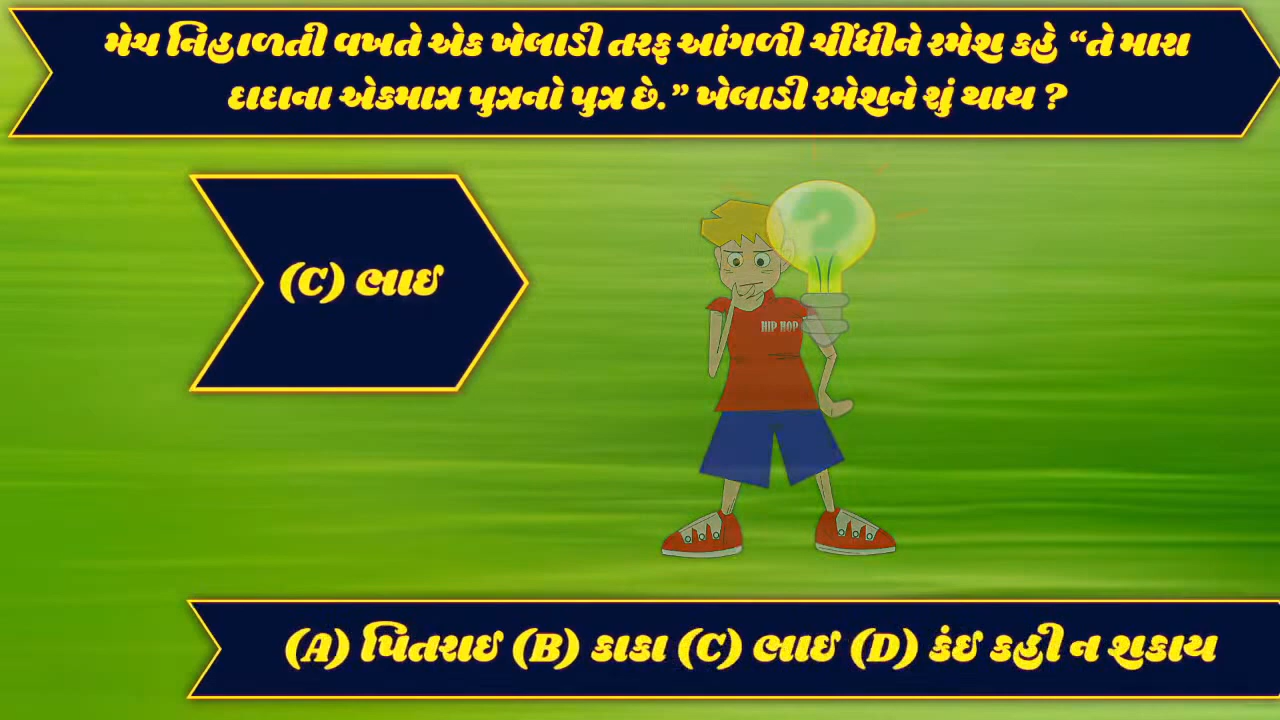 મેચ નિહાળતી વખતે એક ખેલાડી તરફ આંગળી ચીંધીને રમેશ કહે “તે મારા
દાદાના એકમાત્ર પુત્રનો પુત્ર છે.” ખેલાડી રમેશને શું થાય ?
(C) ભાઇ
HIP HOP
(A) પિતરાઇ (B) કાકા (C) ભાઇ (D) કંઇ કહી ન શકાય